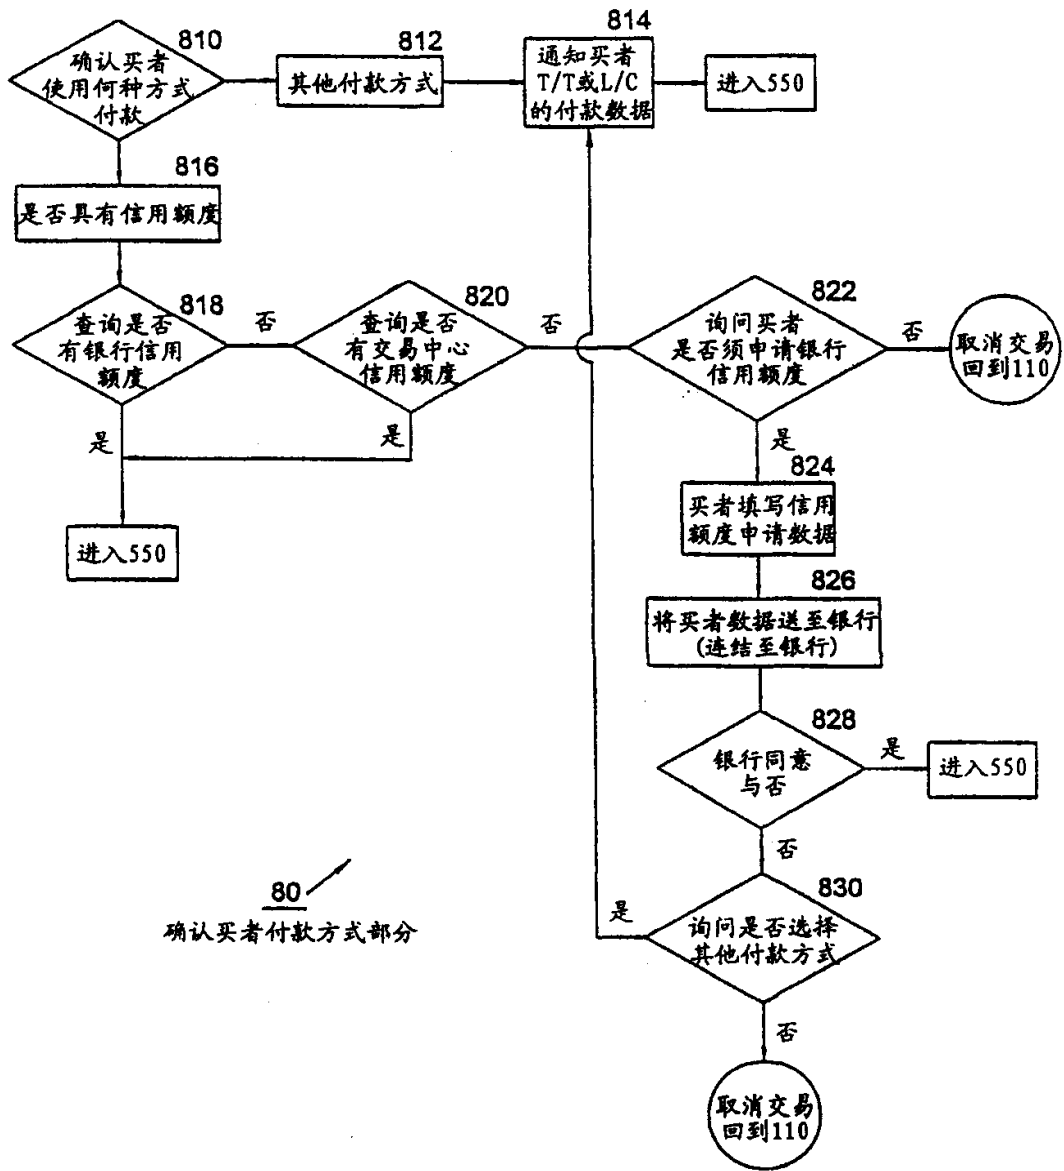 810
确认买者
使用何种方式
付款
812
其他付款方式
814
通知买者
T/T或L/C
的付款数据
进入550
816
是否具有信用额度
818
查询是否
有银行信用
额度
否
820
查询是否
有交易中心
信用额度
否
822
询问买者
是否须申请银行
信用额度
否
取消交易
回到110
是
是
是
824
买者填写信用
额度申请数据
进入550
826
将买者数据送至银行
(连结至银行)
828
银行同意
与否
是
进入550
否
830
询问是否选择
其他付款方式
是
80
确认买者付款方式部分
否
取消交易
回到110